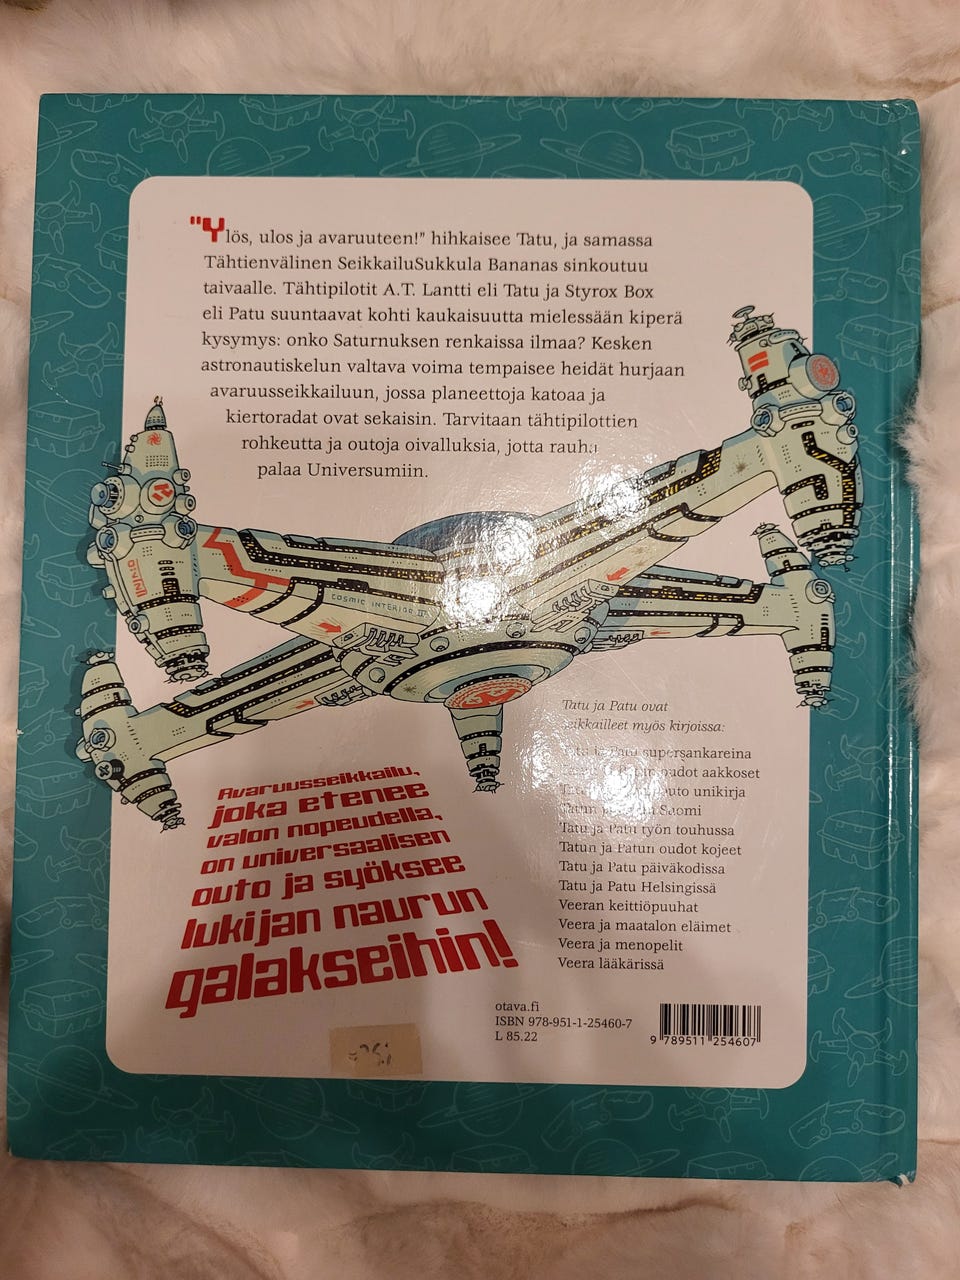 "Ylös, ulos ja avaruuteen!" hihkaisee Tatu, ja samassa
Tähtienvälinen SeikkailuSukkula Bananas sinkoutuu
taivaalle. Tähtipilotit A.T. Lantti eli Tatu ja Styrox Box
eli Patu suuntaavat kohti kaukaisuutta mielessään kiperä
kysymys: onko Saturnuksen renkaissa ilmaa? Kesken
astronautiskelun valtava voima tempaisee heidät hurjaan
avaruusseikkailuun, jossa planeettoja katoaa ja
kiertoradat ovat sekaisin. Tarvitaan tähtipilottien
rohkeutta ja outoja oivalluksia, jotta rauha
palaa Universumiin.
COSMIC INTERIOR
Avaruusseikkailu,
joka etenee
valon nopeudella,
on universaalisen
outo ja syöksee
lukijan naurun
galakseihin!
Tatu ja Patu ovat
seikkailleet myös kirjoissa:
Tatu ja Patu supersankareina
oudot aakkoset
outo unikirja
Suomi
Tatu ja Patu työn touhussa
Tatun ja Patun oudot kojeet
Tatu ja Patu päiväkodissa
Tatu ja Patu Helsingissä
Veeran keittiöpuuhat
Veera ja maatalon eläimet
Veera ja menopelit
Veera lääkärissä
otava.fi
ISBN 978-951-1-25460-7
L 85.22
9 789511 254607